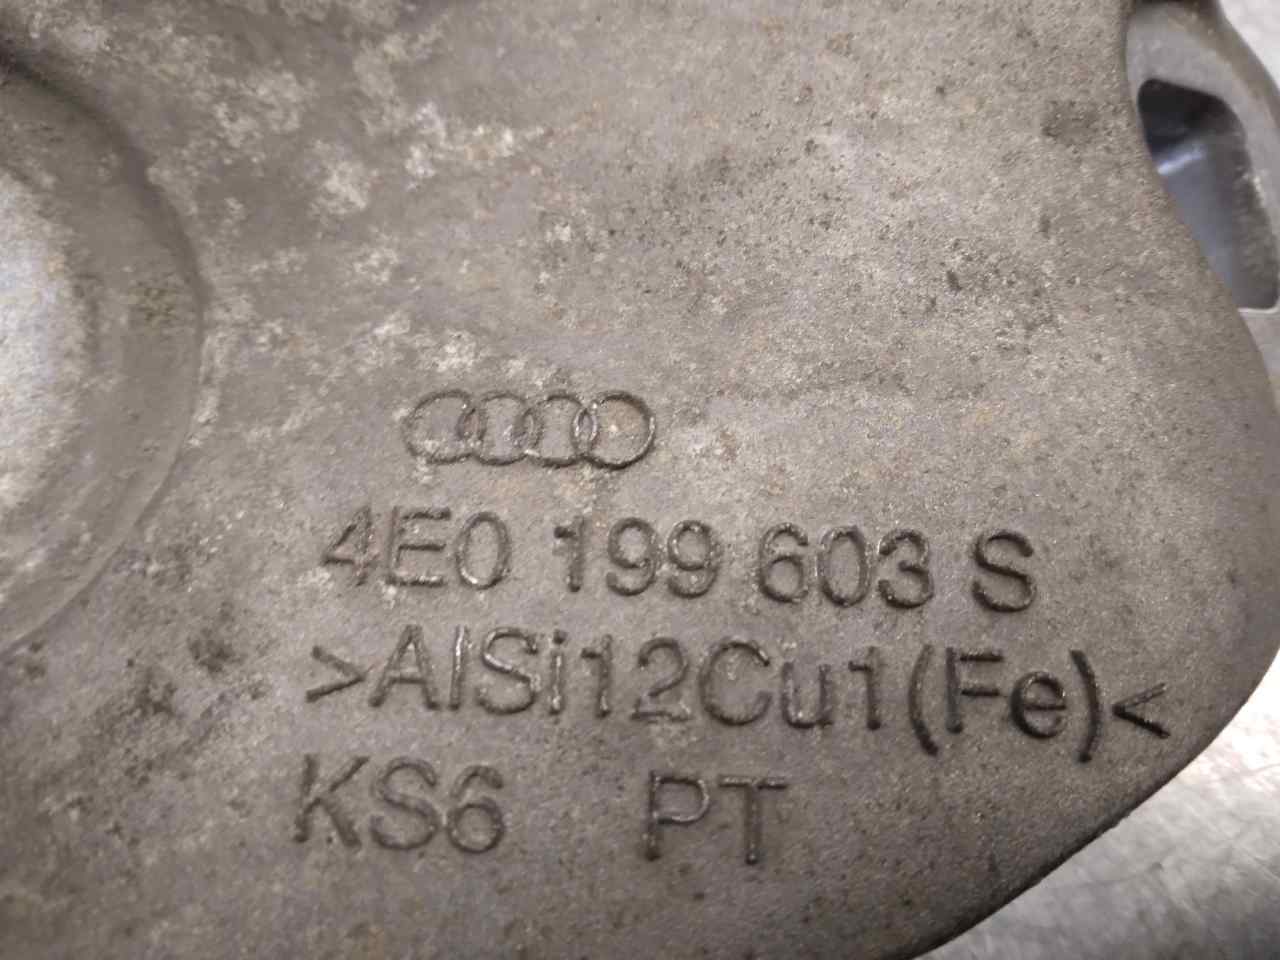 4E0 199 603 S
>AlSi12Cu1(Fe)<
KS6 PT